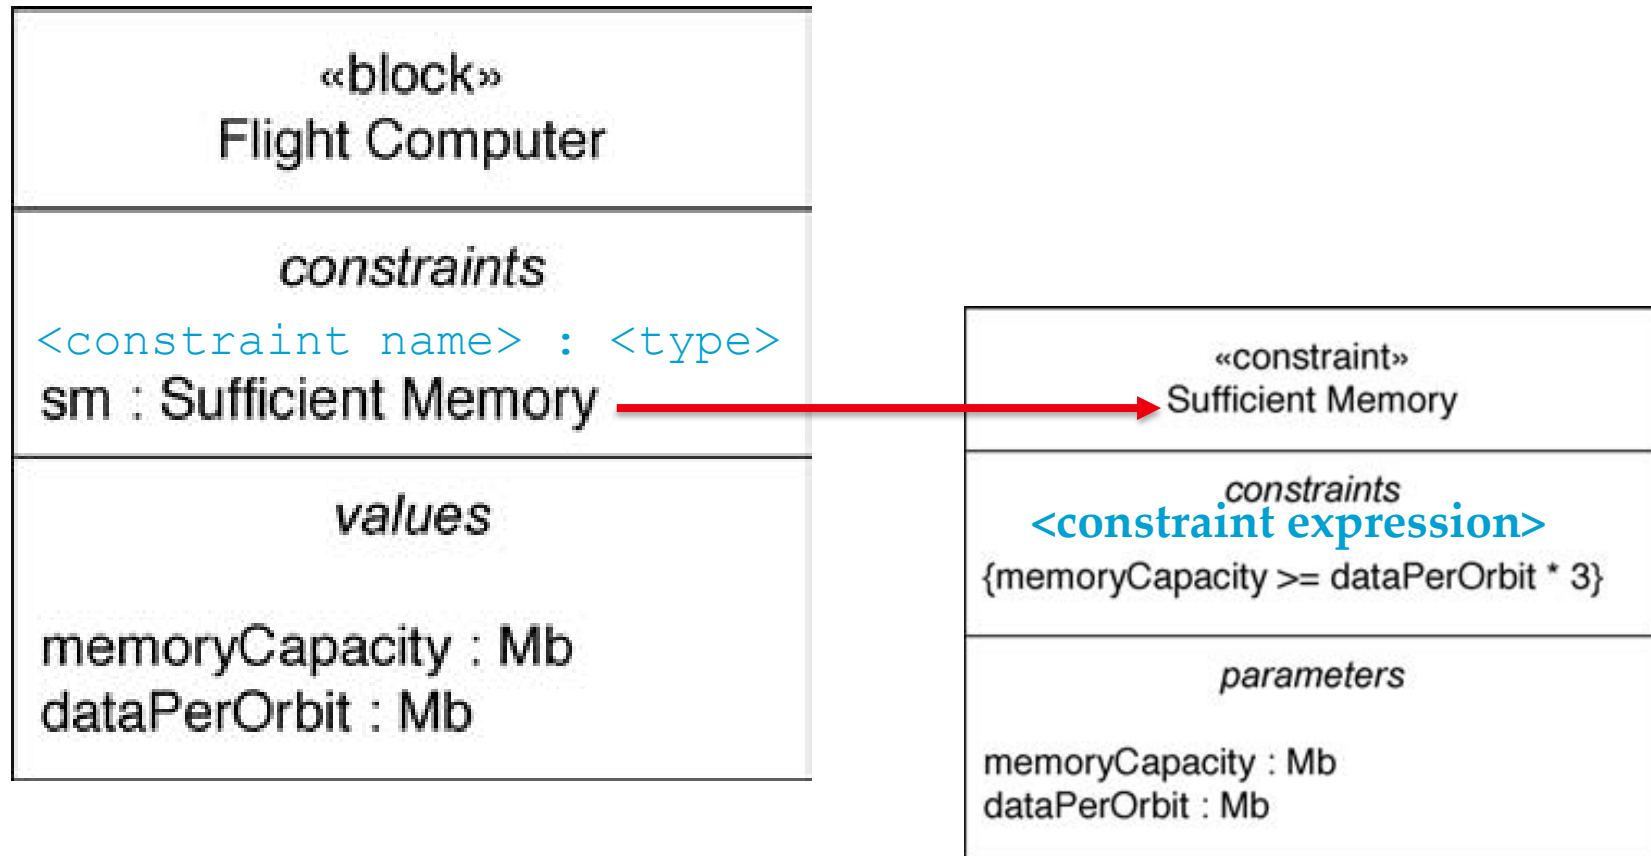 «block»
Flight Computer
constraints
<constraint name> : <type>
sm : Sufficient Memory
values
memoryCapacity : Mb
dataPerOrbit : Mb
«constraint»
Sufficient Memory
constraints
<constraint expression>
{memoryCapacity >= dataPerOrbit * 3}
parameters
memoryCapacity : Mb
dataPerOrbit : Mb